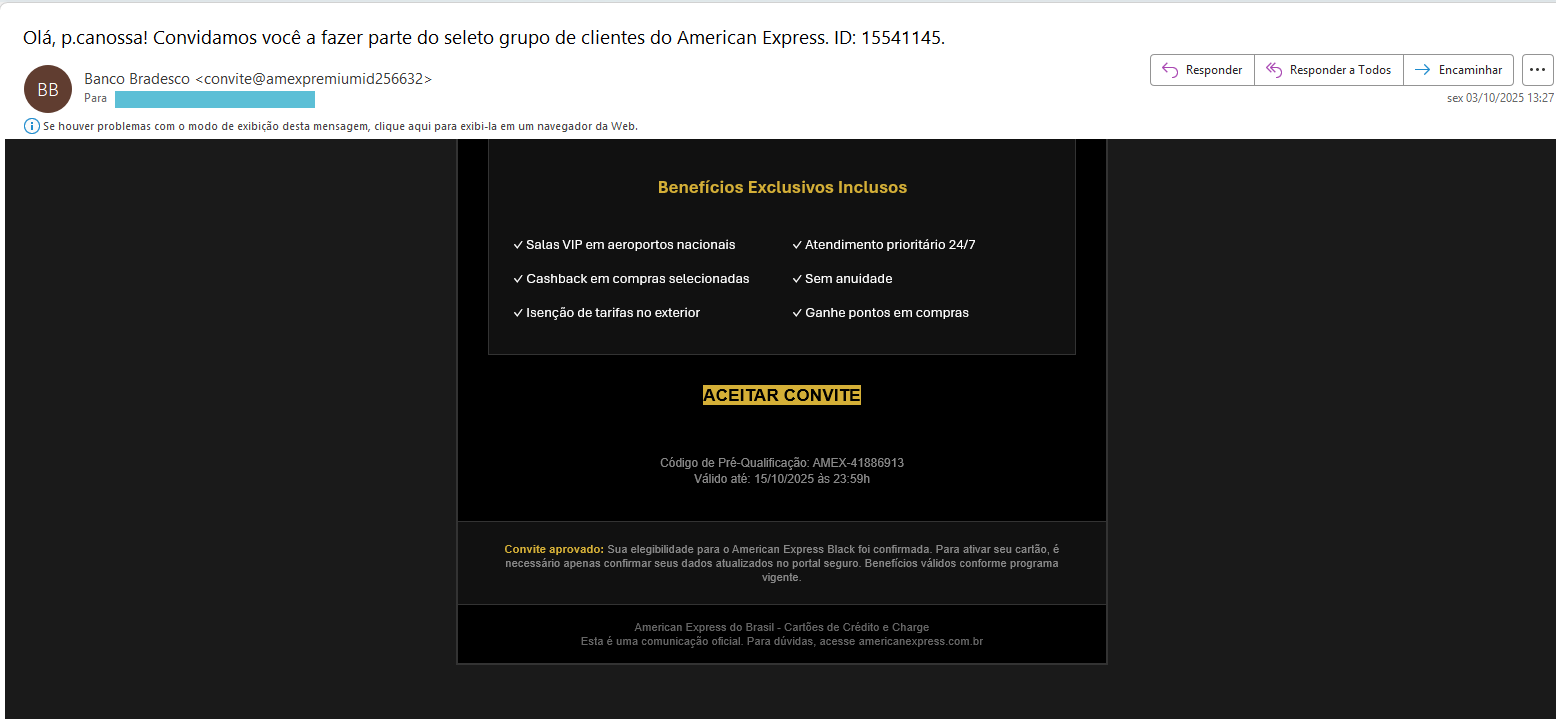 Olá, p.canossa! Convidamos você a fazer parte do seleto grupo de clientes do American Express. ID: 15541145.
BB
Banco Bradesco <convite@amexpremiumid256632>
Para
Responder
Responder a Todos
Encaminhar
sex 03/10/2025 13:27
Se houver problemas com o modo de exibição desta mensagem, clique aqui para exibi-la em um navegador da Web.
Benefícios Exclusivos Inclusos
✓ Salas VIP em aeroportos nacionais
✓ Atendimento prioritário 24/7
✓ Cashback em compras selecionadas
✓ Sem anuidade
✓ Isenção de tarifas no exterior
✓ Ganhe pontos em compras
ACEITAR CONVITE
Código de Pré-Qualificação: AMEX-41886913
Válido até: 15/10/2025 às 23:59h
Convite aprovado: Sua elegibilidade para o American Express Black foi confirmada. Para ativar seu cartão, é
necessário apenas confirmar seus dados atualizados no portal seguro. Benefícios válidos conforme programa
vigente.
American Express do Brasil - Cartões de Crédito e Charge
Esta é uma comunicação oficial. Para dúvidas, acesse americanexpress.com.br